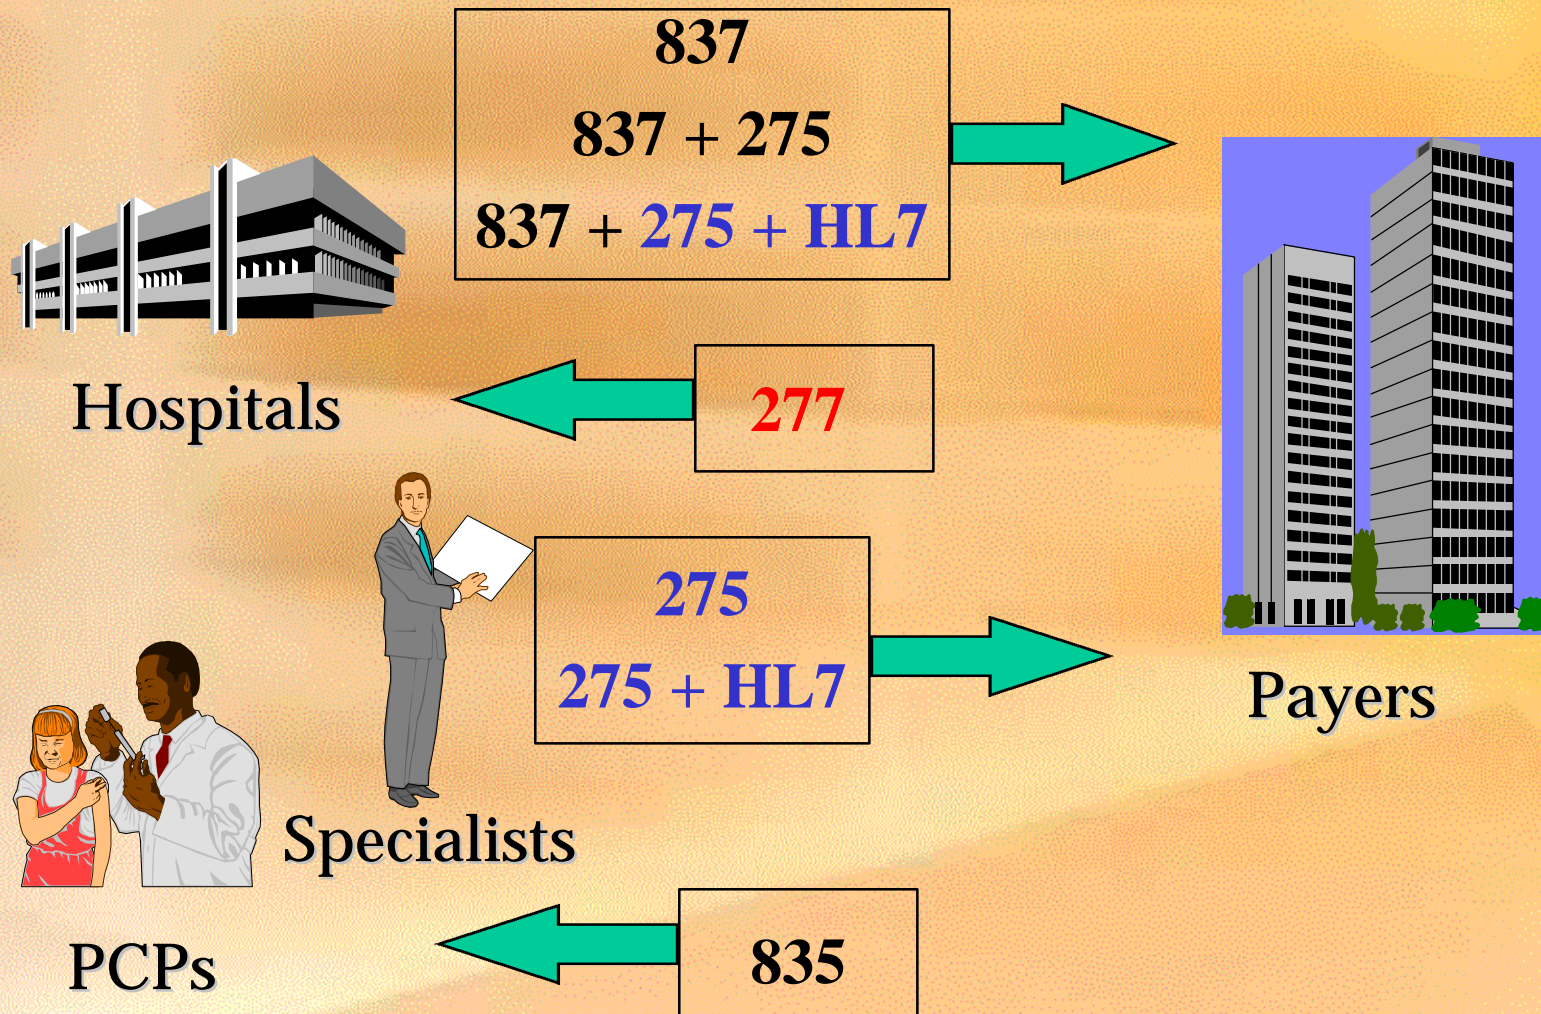 837
837 + 275
837 + 275 + HL7
Hospitals
277
275
275 + HL7
Payers
Specialists
PCPs
835